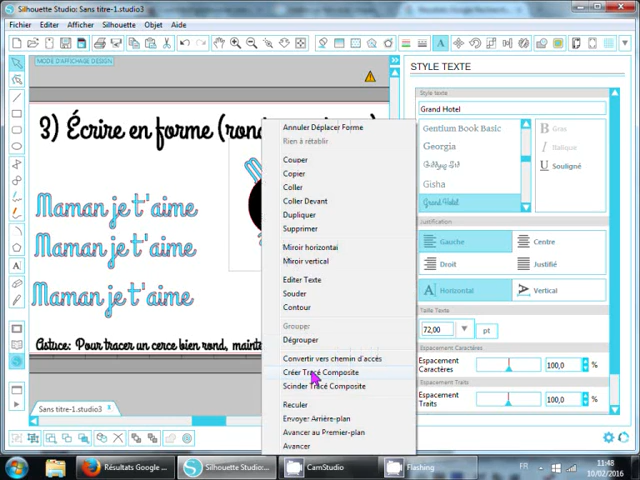 Silhouette Studio: Sans titre-1.studio3
Fichier Editer Afficher Silhouette Objet Aide
MODE D'AFFICHAGE DESIGN
3) Écrire en forme (ron
Maman je t'aime
Maman je t'aime
Maman je t'aime
Astuce: Pour tracer un cerce bien rond, maint
Sans titre-1.studio3
Annuler Déplacer Forme
Rien à rétablir
Couper
Copier
Coller
Coller Devant
Dupliquer
Supprimer
Miroir horizontal
Miroir vertical
Editer Texte
Souder
Contour
Grouper
Dégrouper
Convertir vers chemin d'accès
Créer Tracé Composite
Scinder Tracé Composite
Reculer
Envoyer Arrière-plan
Avancer au Premier-plan
Avancer
STYLE TEXTE
Style texte
Grand Hotel
Gentium Book Basic
Georgia
Gisha
Grand Hotel
B Gras
I Italique
U Souligné
Justification
Gauche
Centre
Droit
Justifié
Horizontal
Vertical
Taille Texte
72,00 pt
Espacement Caractères
Espacement
Caractères
100,0 %
Espacement Traits
Espacement
Traits
100,0 %
Résultats Google ...
Silhouette Studio:...
CamStudio
Flashing
FR
11:48
10/02/2016